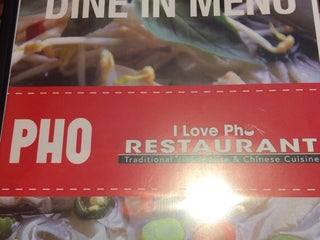 DINE IN MENU
PHO
I Love Pho
RESTAURANT
Traditional & Chinese Cuisine